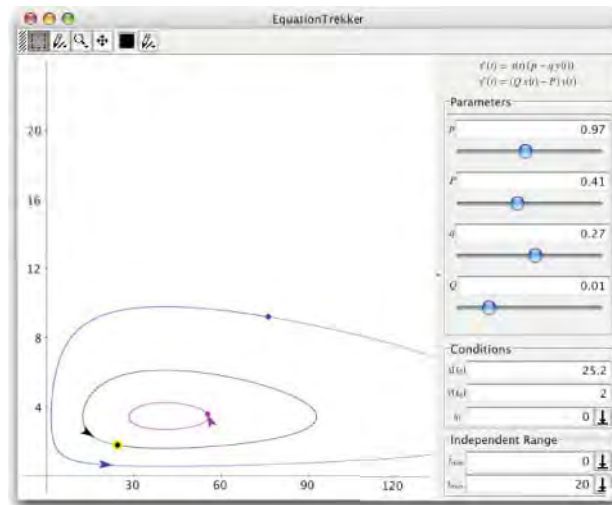 EquationTrekker
x'(t) = x(t) (p − q y(t))
y'(t) = (Q x(t) − P) y(t)
Parameters
p 0.97
P 0.41
q 0.27
Q 0.01
Conditions
x(t₀) 25.2
y(t₀) 2
t₀ 0
Independent Range
tmin 0
tmax 20
20
16
12
8
4
30 60 90 120